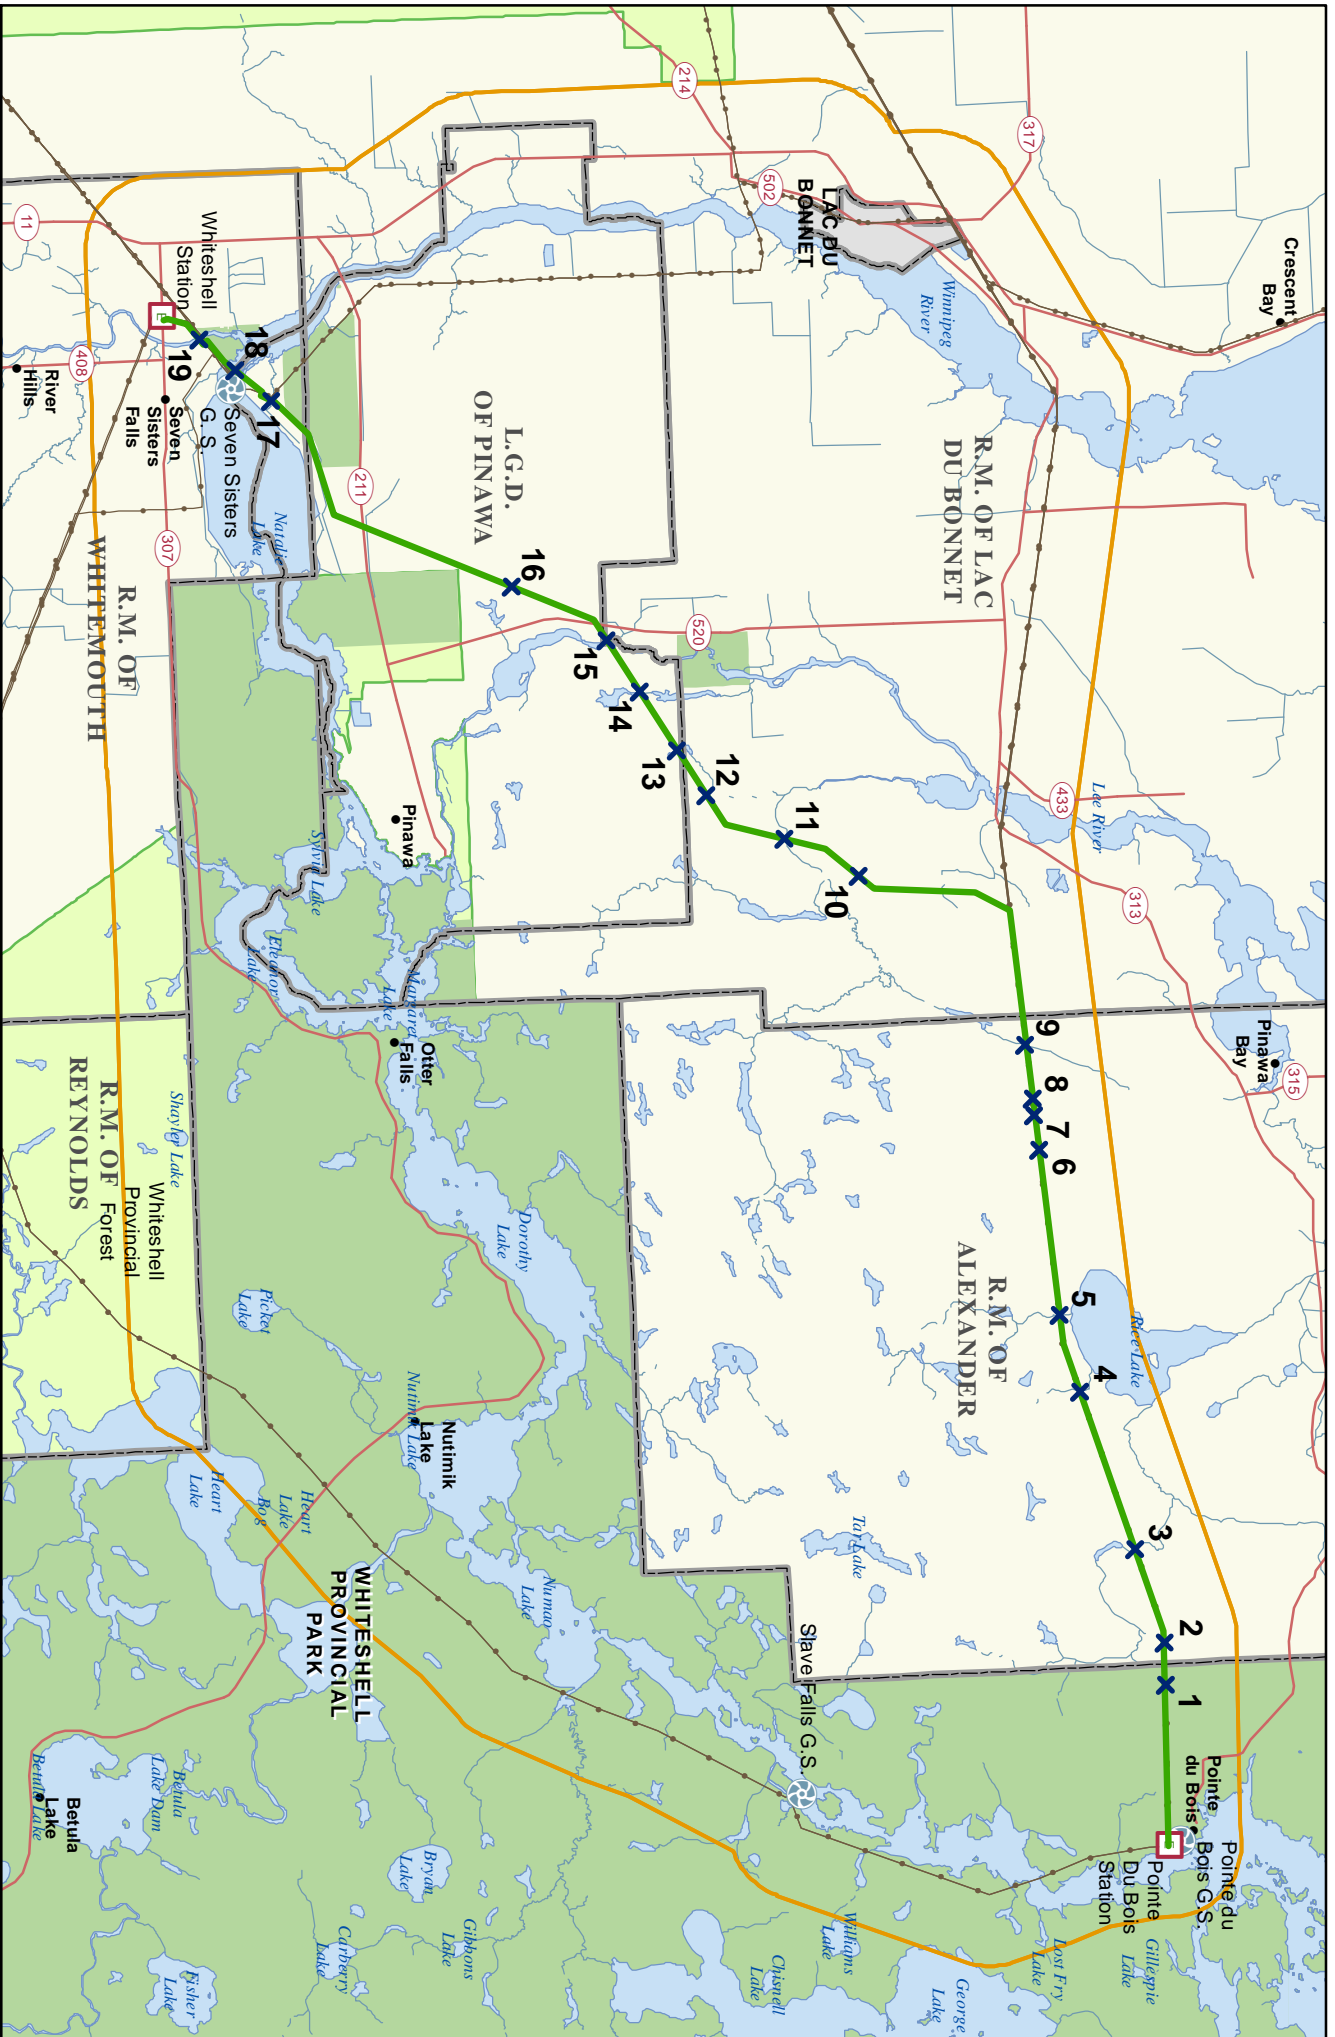 317
214
502
LAC DU
BONNET
Crescent
Bay
Winnipeg
River
11
Whiteshell
Station
E
19
18
17
408
River
Hills
Seven
Sisters
Falls
Seven Sisters
G. S.
Natalie
Lake
307
211
L.G.D.
OF PINAWA
R.M. OF LAC
DU BONNET
16
15
520
14
13
12
11
10
R.M. OF
WHITEMOUTH
Pinawa
Sylvia Lake
Eleanor
Lake
Margaret
Lake
Otter
Falls
433
Lee River
313
Pinawa
Bay
315
9
8
7
6
5
4
3
2
1
R.M. OF
ALEXANDER
Rice Lake
Tar Lake
R.M. OF
REYNOLDS
Shayler Lake
Whiteshell
Provincial
Forest
Picket
Lake
Dorothy
Lake
Nutimik Lake
Nutimik
Lake
Heart
Lake
Heart
Lake
Bog
Numao
Lake
WHITESHELL
PROVINCIAL
PARK
Slave Falls G.S.
Pointe
du Bois
Pointe du
Bois G.S.
Pointe
Du Bois
Station
Betula
Lake Dam
Betula
Lake
Betula Lake
Bryan
Lake
Gibbons
Lake
Carberry
Lake
Fisher
Lake
Williams
Lake
Chisnell
Lake
George
Lake
Lost Fry
Lake
Gillespie
Lake